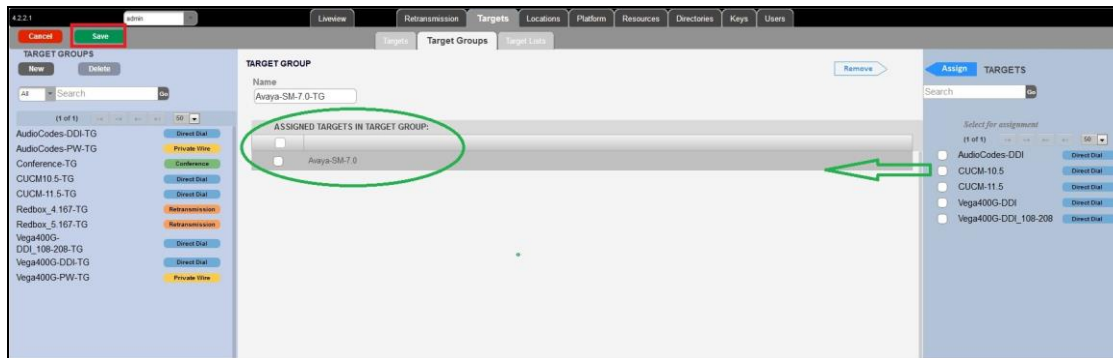 4.2.2.1 admin Liveview Retransmission Targets Locations Platform Resources Directories Keys Users
Cancel Save Targets Target Groups Target Lists
TARGET GROUPS
New Delete
All Search Go
(1 of 1) 50
AudioCodes-DDI-TG Direct Dial
AudioCodes-PW-TG Private Wire
Conference-TG Conference
CUCM10.5-TG Direct Dial
CUCM-11.5-TG Direct Dial
Redbox_4.167-TG Retransmission
Redbox_5.167-TG Retransmission
Vega400G-
DDI_108-208-TG Direct Dial
Vega400G-DDI-TG Direct Dial
Vega400G-PW-TG Private Wire
TARGET GROUP
Remove
Name
Avaya-SM-7.0-TG
ASSIGNED TARGETS IN TARGET GROUP:
Avaya-SM-7.0
Assign TARGETS
Search Go
Select for assignment
(1 of 1) 50
AudioCodes-DDI Direct Dial
CUCM-10.5 Direct Dial
CUCM-11.5 Direct Dial
Vega400G-DDI Direct Dial
Vega400G-DDI_108-208 Direct Dial